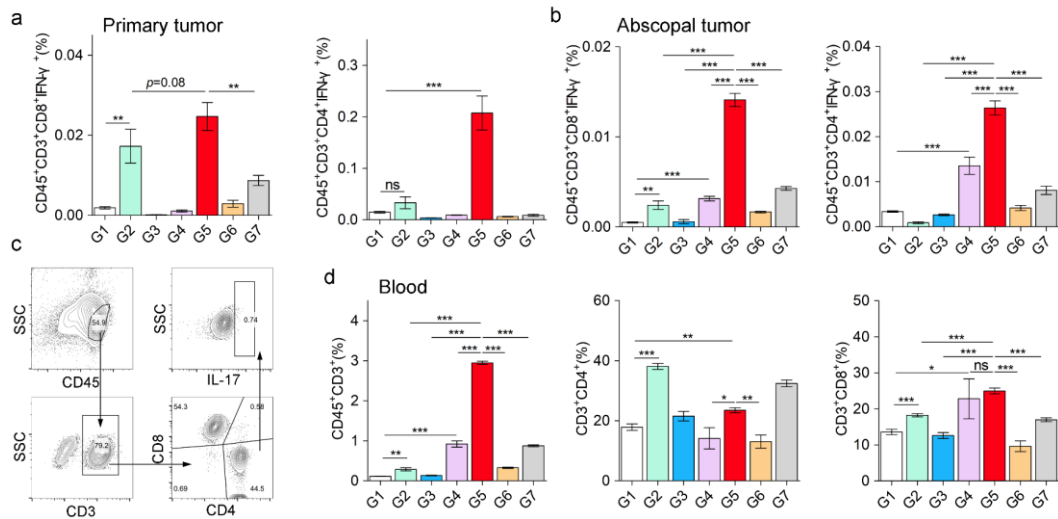 a Primary tumor
CD45+CD3+CD8+IFN-γ +(%)
0.04
0.02
0.00
**
p=0.08
**
G1 G2 G3 G4 G5 G6 G7
CD45+CD3+CD4+IFN-γ +(%)
0.3
0.2
0.1
0.0
ns
***
G1 G2 G3 G4 G5 G6 G7
b Abscopal tumor
CD45+CD3+CD8+IFN-γ +(%)
0.02
0.01
0.00
***
***
***
*** ***
***
**
G1 G2 G3 G4 G5 G6 G7
CD45+CD3+CD4+IFN-γ +(%)
0.04
0.03
0.02
0.01
0.00
***
***
***
*** ***
***
G1 G2 G3 G4 G5 G6 G7
c
SSC
54.9
CD45
SSC
0.74
IL-17
SSC
79.2
CD3
CD8
54.3
0.58
0.69
44.5
CD4
d Blood
CD45+CD3+(%)
4
3
2
1
0
***
***
***
*** ***
***
**
G1 G2 G3 G4 G5 G6 G7
CD3+CD4+(%)
60
40
20
0
**
***
* **
G1 G2 G3 G4 G5 G6 G7
CD3+CD8+(%)
60
40
20
0
***
***
***
ns ***
*
***
G1 G2 G3 G4 G5 G6 G7